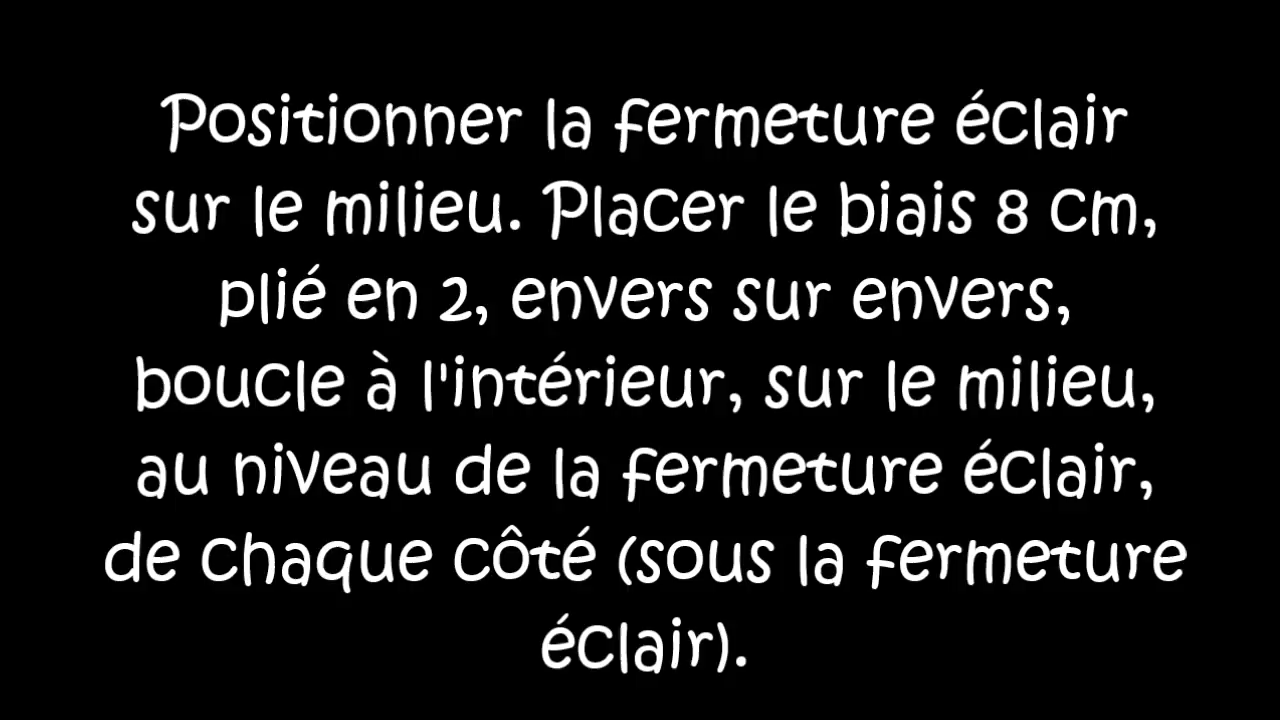 Positionner la fermeture éclair
sur le milieu. Placer le biais 8 cm,
plié en 2, envers sur envers,
boucle à l'intérieur, sur le milieu,
au niveau de la fermeture éclair,
de chaque côté (sous la fermeture
éclair).